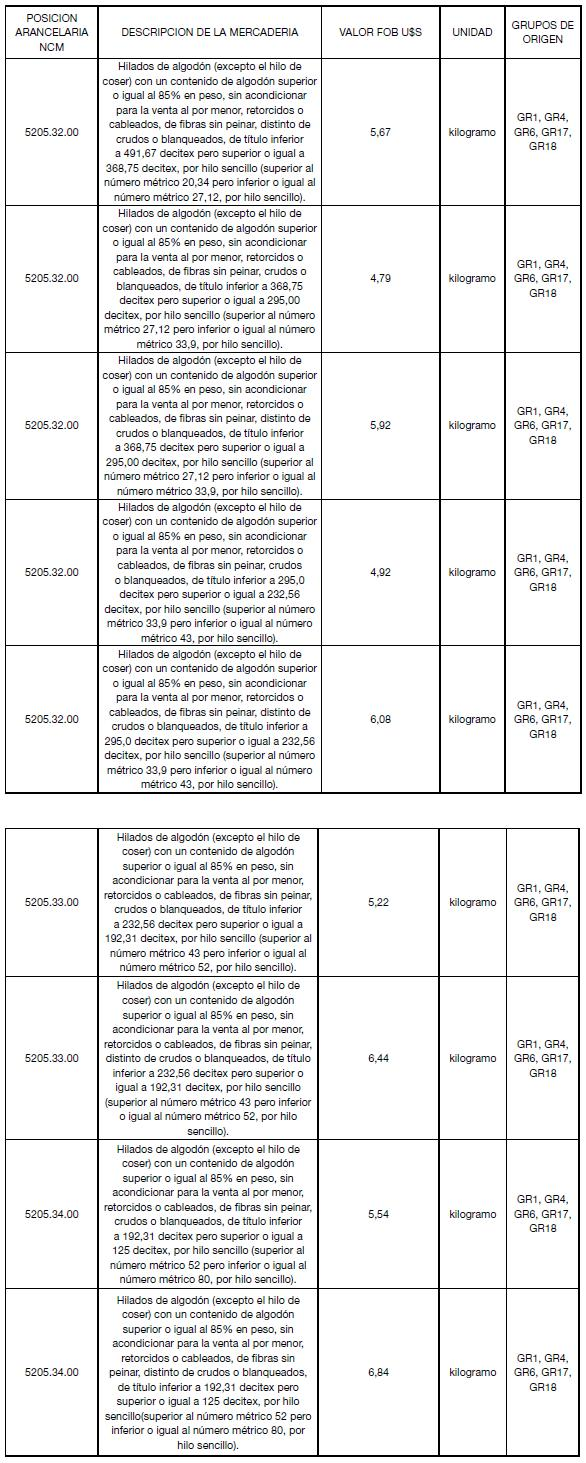 POSICION
ARANCELARIA
NCM
DESCRIPCION DE LA MERCADERIA
VALOR FOB U$S
UNIDAD
GRUPOS DE
ORIGEN
5205.32.00
Hilados de algodón (excepto el hilo de
coser) con un contenido de algodón superior
o igual al 85% en peso, sin acondicionar
para la venta al por menor, retorcidos o
cableados, de fibras sin peinar, distinto de
crudos o blanqueados, de título inferior
a 491,67 decitex pero superior o igual a
368,75 decitex, por hilo sencillo (superior al
número métrico 20,34 pero inferior o igual al
número métrico 27,12, por hilo sencillo).
5,67
kilogramo
GR1, GR4,
GR6, GR17,
GR18
5205.32.00
Hilados de algodón (excepto el hilo de
coser) con un contenido de algodón superior
o igual al 85% en peso, sin acondicionar
para la venta al por menor, retorcidos o
cableados, de fibras sin peinar, crudos o
blanqueados, de título inferior a 368,75
decitex pero superior o igual a 295,00
decitex, por hilo sencillo (superior al número
métrico 27,12 pero inferior o igual al número
métrico 33,9, por hilo sencillo).
4,79
kilogramo
GR1, GR4,
GR6, GR17,
GR18
5205.32.00
Hilados de algodón (excepto el hilo de
coser) con un contenido de algodón superior
o igual al 85% en peso, sin acondicionar
para la venta al por menor, retorcidos o
cableados, de fibras sin peinar, distinto de
crudos o blanqueados, de título inferior
a 368,75 decitex pero superior o igual a
295,00 decitex, por hilo sencillo (superior al
número métrico 27,12 pero inferior o igual al
número métrico 33,9, por hilo sencillo).
5,92
kilogramo
GR1, GR4,
GR6, GR17,
GR18
5205.32.00
Hilados de algodón (excepto el hilo de
coser) con un contenido de algodón superior
o igual al 85% en peso, sin acondicionar
para la venta al por menor, retorcidos o
cableados, de fibras sin peinar, crudos
o blanqueados, de título inferior a 295,0
decitex pero superior o igual a 232,56
decitex, por hilo sencillo (superior al número
métrico 33,9 pero inferior o igual al número
métrico 43, por hilo sencillo).
4,92
kilogramo
GR1, GR4,
GR6, GR17,
GR18
5205.32.00
Hilados de algodón (excepto el hilo de
coser) con un contenido de algodón superior
o igual al 85% en peso, sin acondicionar
para la venta al por menor, retorcidos o
cableados, de fibras sin peinar, distinto de
crudos o blanqueados, de título inferior a
295,0 decitex pero superior o igual a 232,56
decitex, por hilo sencillo (superior al número
métrico 33,9 pero inferior o igual al número
métrico 43, por hilo sencillo).
6,08
kilogramo
GR1, GR4,
GR6, GR17,
GR18
5205.33.00
Hilados de algodón (excepto el hilo de
coser) con un contenido de algodón
superior o igual al 85% en peso, sin
acondicionar para la venta al por menor,
retorcidos o cableados, de fibras sin peinar,
crudos o blanqueados, de título inferior
a 232,56 decitex pero superior o igual a
192,31 decitex, por hilo sencillo (superior al
número métrico 43 pero inferior o igual al
número métrico 52, por hilo sencillo).
5,22
kilogramo
GR1, GR4,
GR6, GR17,
GR18
5205.33.00
Hilados de algodón (excepto el hilo de
coser) con un contenido de algodón
superior o igual al 85% en peso, sin
acondicionar para la venta al por menor,
retorcidos o cableados, de fibras sin peinar,
distinto de crudos o blanqueados, de título
inferior a 232,56 decitex pero superior o
igual a 192,31 decitex, por hilo sencillo
(superior al número métrico 43 pero inferior
o igual al número métrico 52, por hilo
sencillo).
6,44
kilogramo
GR1, GR4,
GR6, GR17,
GR18
5205.34.00
Hilados de algodón (excepto el hilo de
coser) con un contenido de algodón
superior o igual al 85% en peso, sin
acondicionar para la venta al por menor,
retorcidos o cableados, de fibras sin peinar,
crudos o blanqueados, de título inferior
a 192,31 decitex pero superior o igual a
125 decitex, por hilo sencillo (superior al
número métrico 52 pero inferior o igual al
número métrico 80, por hilo sencillo).
5,54
kilogramo
GR1, GR4,
GR6, GR17,
GR18
5205.34.00
Hilados de algodón (excepto el hilo de
coser) con un contenido de algodón
superior o igual al 85% en peso, sin
acondicionar para la venta al por menor,
retorcidos o cableados, de fibras sin
peinar, distinto de crudos o blanqueados,
de título inferior a 192,31 decitex pero
superior o igual a 125 decitex, por hilo
sencillo(superior al número métrico 52 pero
inferior o igual al número métrico 80, por
hilo sencillo).
6,84
kilogramo
GR1, GR4,
GR6, GR17,
GR18